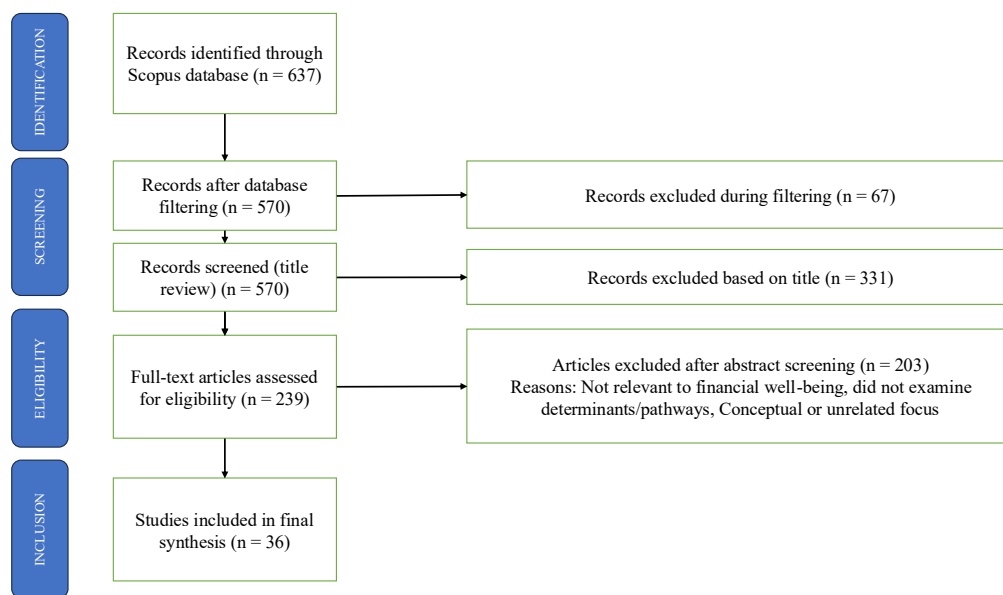 IDENTIFICATION
Records identified through
Scopus database (n = 637)
SCREENING
Records after database
filtering (n = 570)
Records excluded during filtering (n = 67)
Records screened (title
review) (n = 570)
Records excluded based on title (n = 331)
ELIGIBILITY
Full-text articles assessed
for eligibility (n = 239)
Articles excluded after abstract screening (n = 203)
Reasons: Not relevant to financial well-being, did not examine
determinants/pathways, Conceptual or unrelated focus
INCLUSION
Studies included in final
synthesis (n = 36)